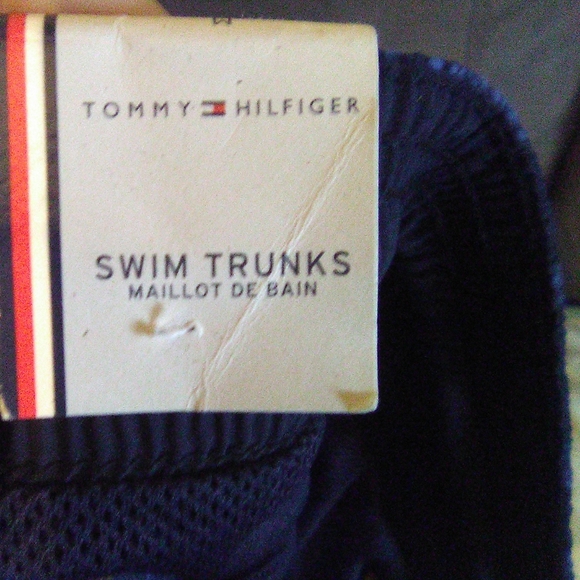 TOMMY HILFIGER
SWIM TRUNKS
MAILLOT DE BAIN